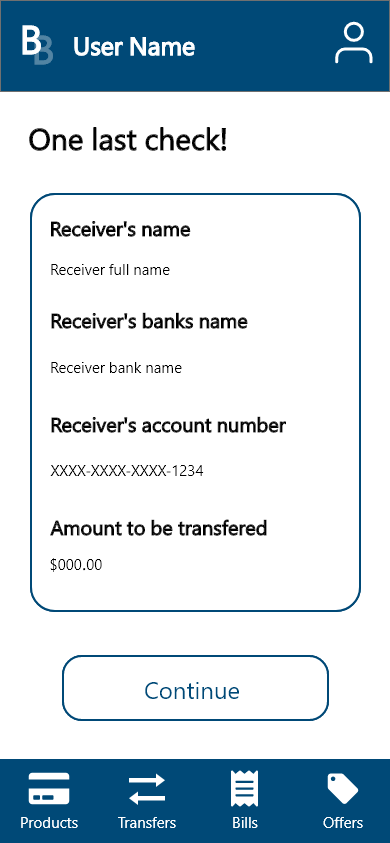 BB User Name
One last check!
Receiver's name
Receiver full name
Receiver's banks name
Receiver bank name
Receiver's account number
XXXX-XXXX-XXXX-1234
Amount to be transfered
$000.00
Continue
Products Transfers Bills Offers